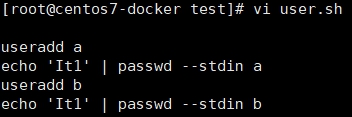 [root@centos7-docker test]# vi user.sh
useradd a
echo 'It1' | passwd --stdin a
useradd b
echo 'It1' | passwd --stdin b